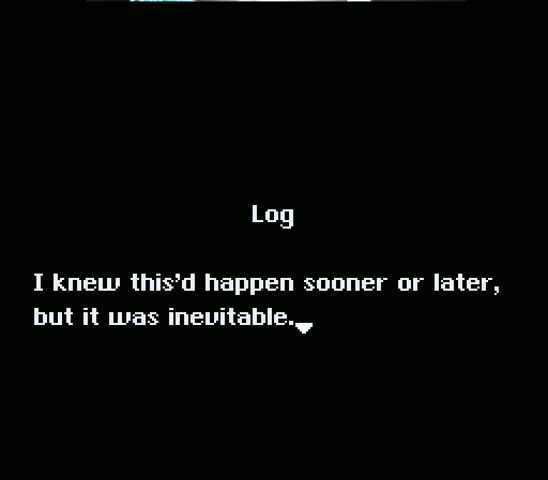 Log
I knew this'd happen sooner or later,
but it was inevitable.